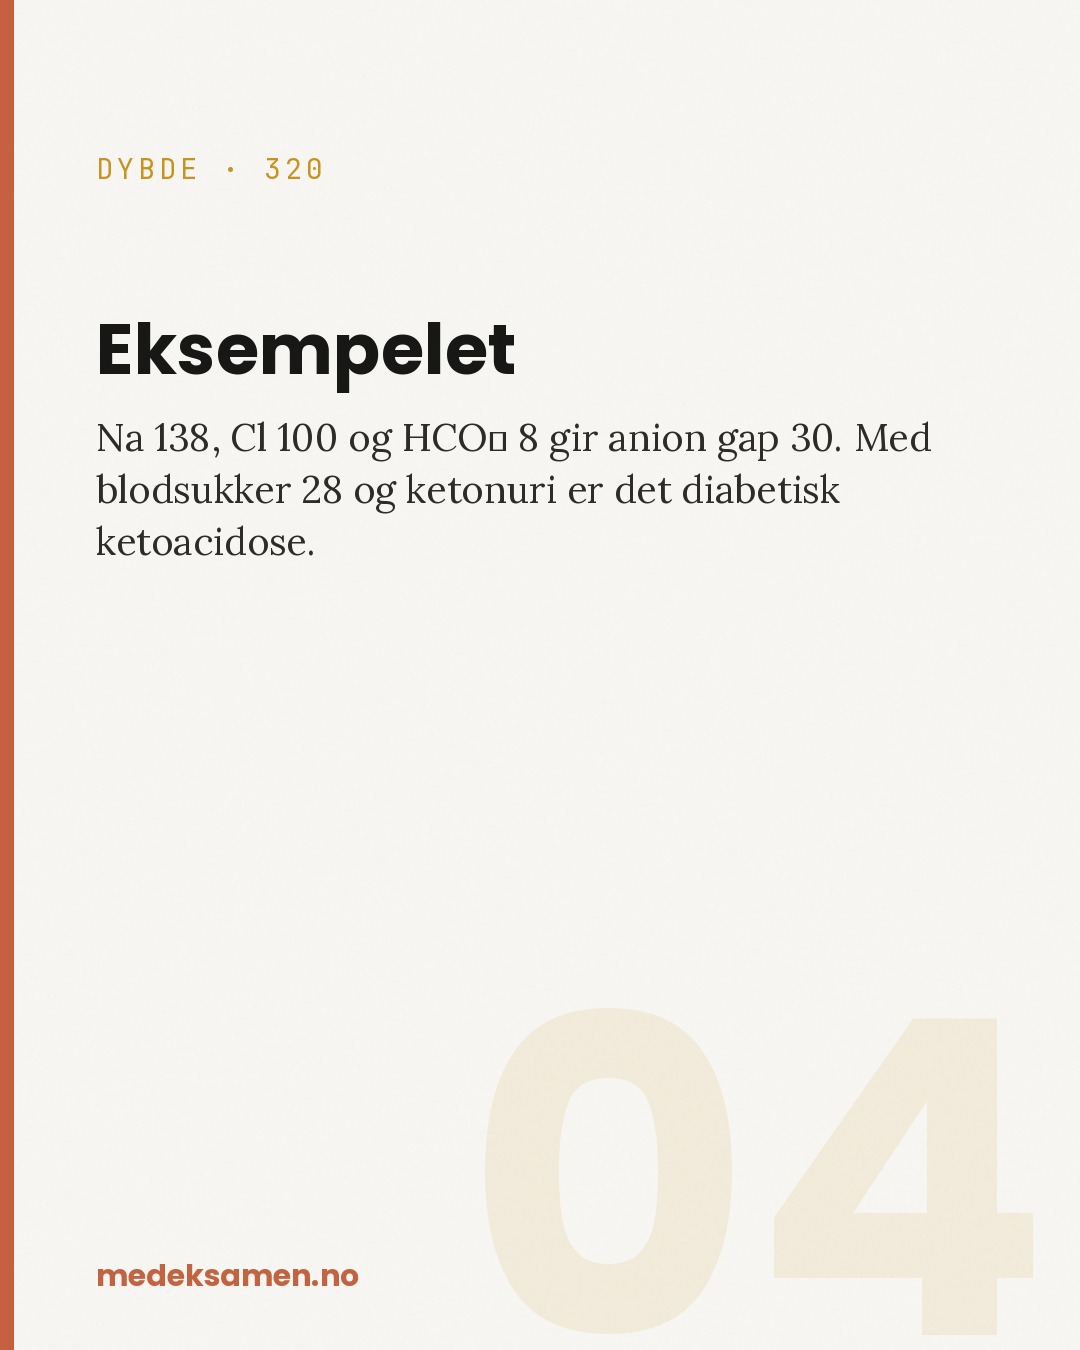 DYBDE · 320
Eksempelet
Na 138, Cl 100 og HCO▯ 8 gir anion gap 30. Med
blodsukker 28 og ketonuri er det diabetisk
ketoacidose.
04
medeksamen.no